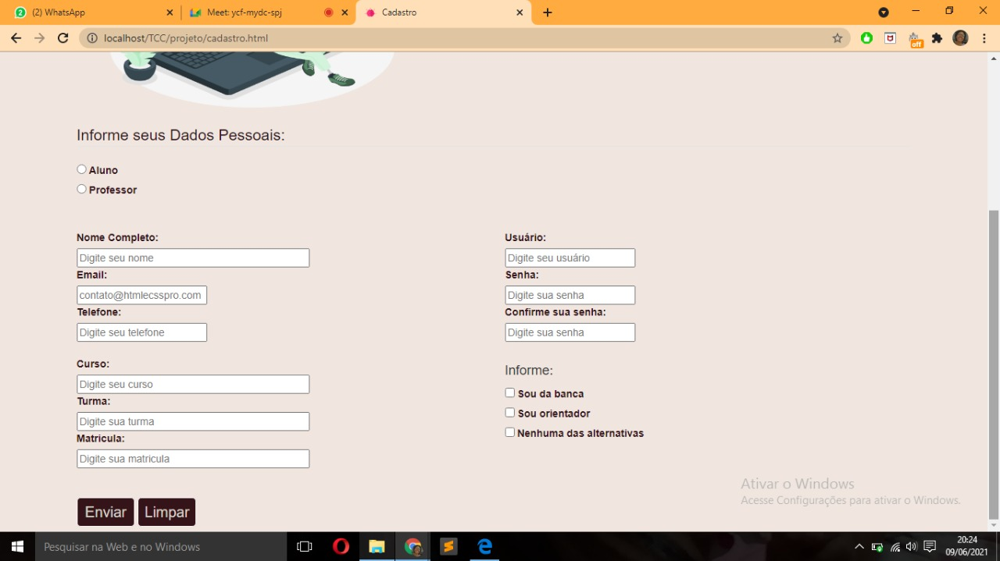 (2) WhatsApp
Meet: ycf-mydc-spj
Cadastro
localhost/TCC/projeto/cadastro.html
off
Informe seus Dados Pessoais:
Aluno
Professor
Nome Completo:
Digite seu nome
Email:
contato@htmlecsspro.com
Telefone:
Digite seu telefone
Curso:
Digite seu curso
Turma:
Digite sua turma
Matricula:
Digite sua matricula
Enviar Limpar
Usuário:
Digite seu usuário
Senha:
Digite sua senha
Confirme sua senha:
Digite sua senha
Informe:
Sou da banca
Sou orientador
Nenhuma das alternativas
Ativar o Windows
Acesse Configurações para ativar o Windows.
Pesquisar na Web e no Windows
20:24
09/06/2021